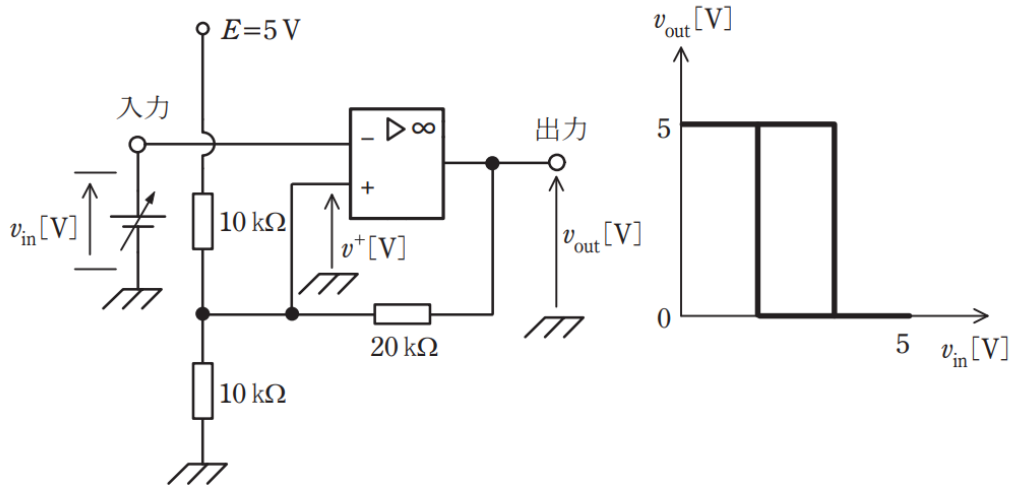 E=5 V
入力
− ▷ ∞
+
出力
v_in [V]
10 kΩ
v⁺[V]
v_out [V]
20 kΩ
10 kΩ
v_out [V]
5
0
5
v_in [V]